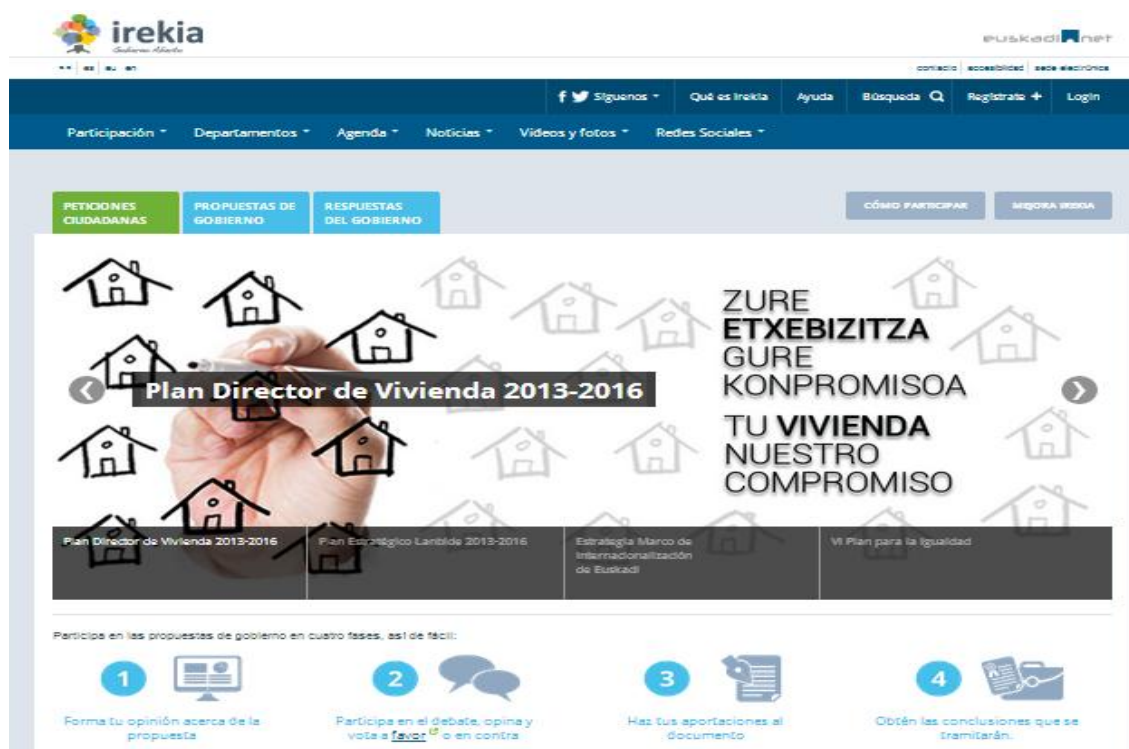 irekia
Gobierno Abierto
euskadi.net
es eu en
contacto accesibilidad sede electrónica
Síguenos Qué es Irekia Ayuda Búsqueda Regístrate + Login
Participación Departamentos Agenda Noticias Vídeos y fotos Redes Sociales
PETICIONES
CIUDADANAS
PROPUESTAS DE
GOBIERNO
RESPUESTAS
DEL GOBIERNO
CÓMO PARTICIPAR
MEJORA IREKIA
Plan Director de Vivienda 2013-2016
ZURE
ETXEBIZITZA
GURE
KONPROMISOA
TU VIVIENDA
NUESTRO
COMPROMISO
Plan Director de Vivienda 2013-2016
Plan Estratégico Lanbide 2013-2016
Estrategia Marco de
Internacionalización
de Euskadi
VI Plan para la Igualdad
Participa en las propuestas de gobierno en cuatro fases, así de fácil:
1
Forma tu opinión acerca de la
propuesta
2
Participa en el debate, opina y
vota a favor o en contra
3
Haz tus aportaciones al
documento
4
Obtén las conclusiones que se
tramitarán.